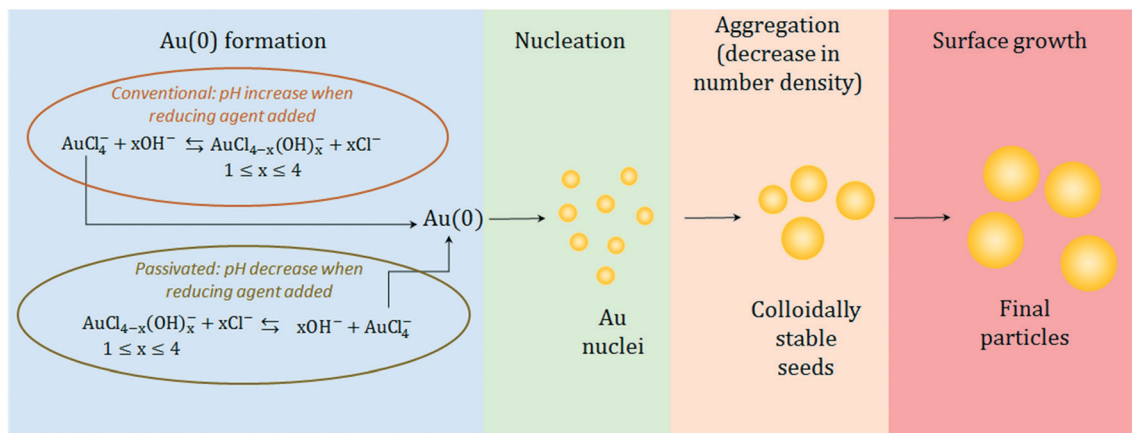 Au(0) formation
Conventional: pH increase when
reducing agent added
AuCl₄⁻ + xOH⁻ ⇆ AuCl₄₋ₓ(OH)ₓ⁻ + xCl⁻
1 ≤ x ≤ 4
Au(0)
Passivated: pH decrease when
reducing agent added
AuCl₄₋ₓ(OH)ₓ⁻ + xCl⁻ ⇆ xOH⁻ + AuCl₄⁻
1 ≤ x ≤ 4
Nucleation
Au
nuclei
Aggregation
(decrease in
number density)
Colloidally
stable
seeds
Surface growth
Final
particles